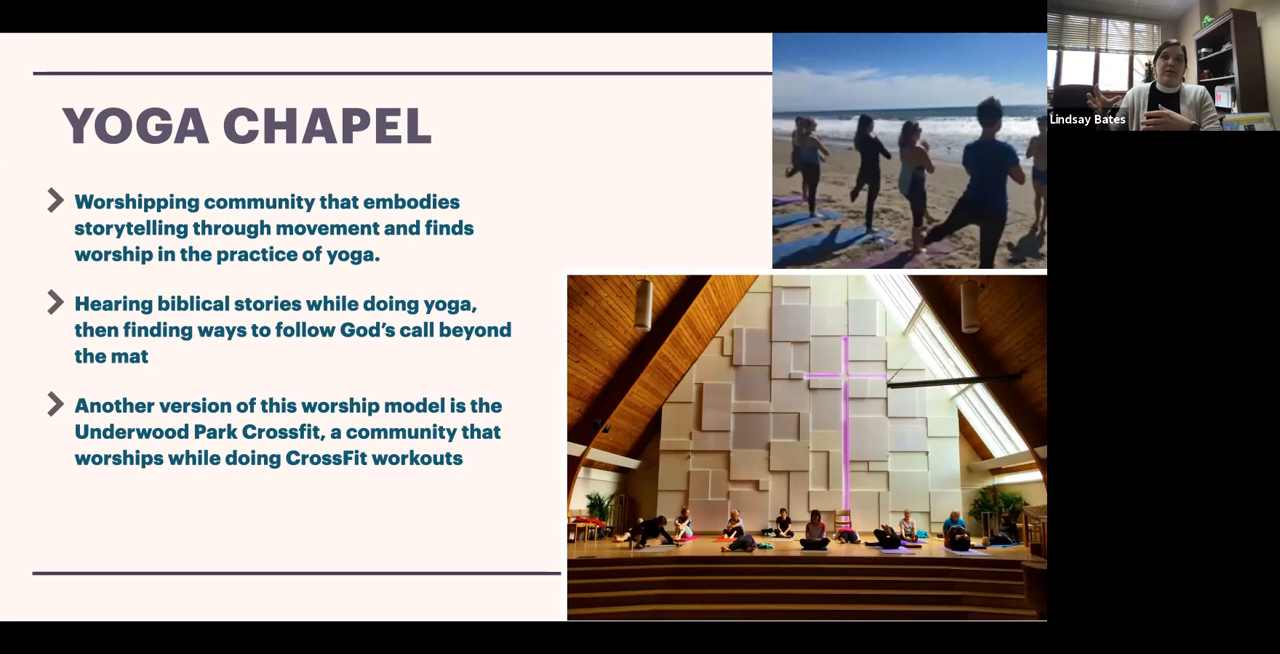 YOGA CHAPEL
Worshipping community that embodies
storytelling through movement and finds
worship in the practice of yoga.
Hearing biblical stories while doing yoga,
then finding ways to follow God's call beyond
the mat
Another version of this worship model is the
Underwood Park Crossfit, a community that
worships while doing CrossFit workouts
Lindsay Bates